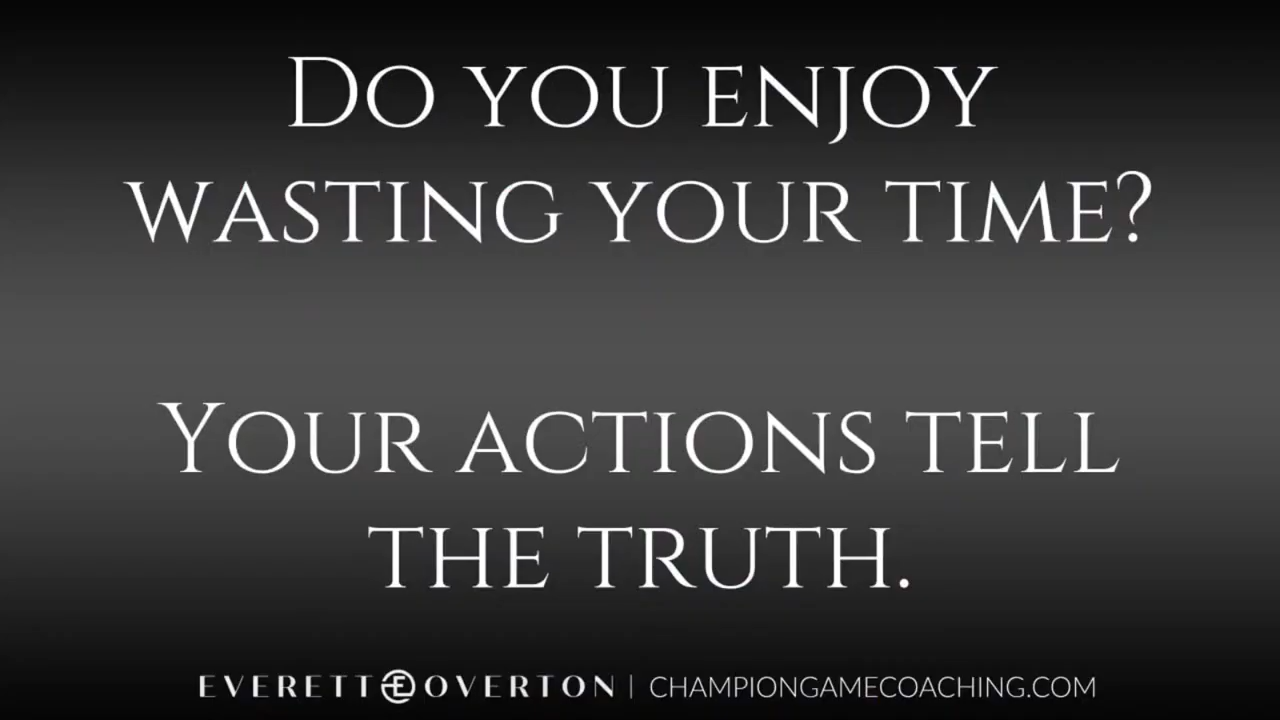 Do you enjoy
wasting your time?
Your actions tell
the truth.
EVERETT OVERTON | CHAMPIONGAMECOACHING.COM